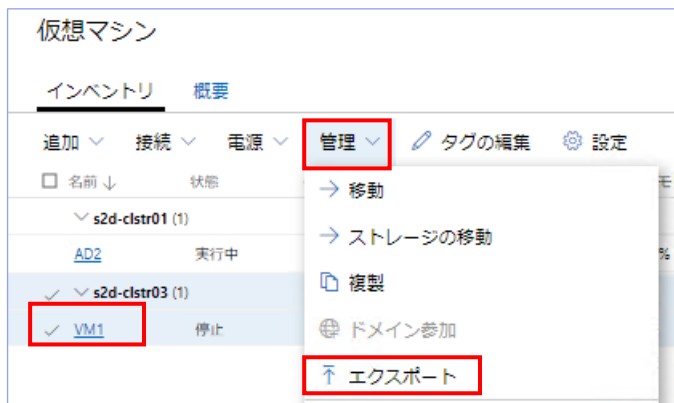 仮想マシン
インベントリ 概要
追加 接続 電源 管理 タグの編集 設定
名前 状態
移動
s2d-clstr01 (1)
ストレージの移動
AD2 実行中 %
s2d-clstr03 (1) 複製
VM1 停止 ドメイン参加
エクスポート